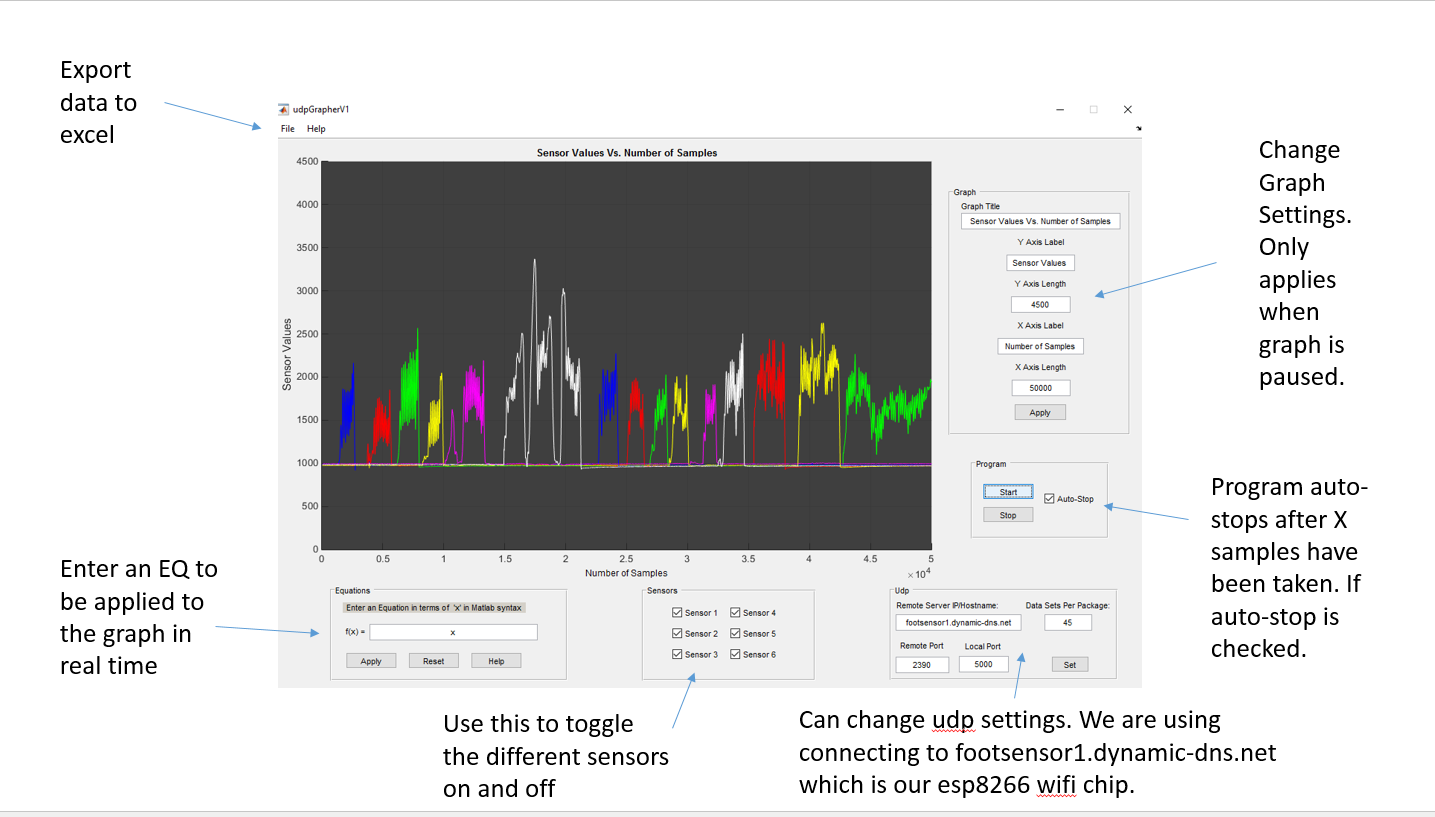 Export
data to
excel
udpGrapherV1
File Help
Sensor Values Vs. Number of Samples
4500
4000
3500
3000
2500
2000
1500
1000
500
0
Sensor Values
0 0.5 1 1.5 2 2.5 3 3.5 4 4.5 5
×10^4
Number of Samples
Graph
Graph Title
Sensor Values Vs. Number of Samples
Y Axis Label
Sensor Values
Y Axis Length
4500
X Axis Label
Number of Samples
X Axis Length
50000
Apply
Change
Graph
Settings.
Only
applies
when
graph is
paused.
Program
Start
Auto-Stop
Stop
Program auto-
stops after X
samples have
been taken. If
auto-stop is
checked.
Enter an EQ to
be applied to
the graph in
real time
Equations
Enter an Equation in terms of 'x' in Matlab syntax
f(x) = x
Apply Reset Help
Sensors
Sensor 1 Sensor 4
Sensor 2 Sensor 5
Sensor 3 Sensor 6
Udp
Remote Server IP/Hostname: Data Sets Per Package:
footsensor1.dynamic-dns.net 45
Remote Port Local Port
2390 5000 Set
Use this to toggle
the different sensors
on and off
Can change udp settings. We are using
connecting to footsensor1.dynamic-dns.net
which is our esp8266 wifi chip.